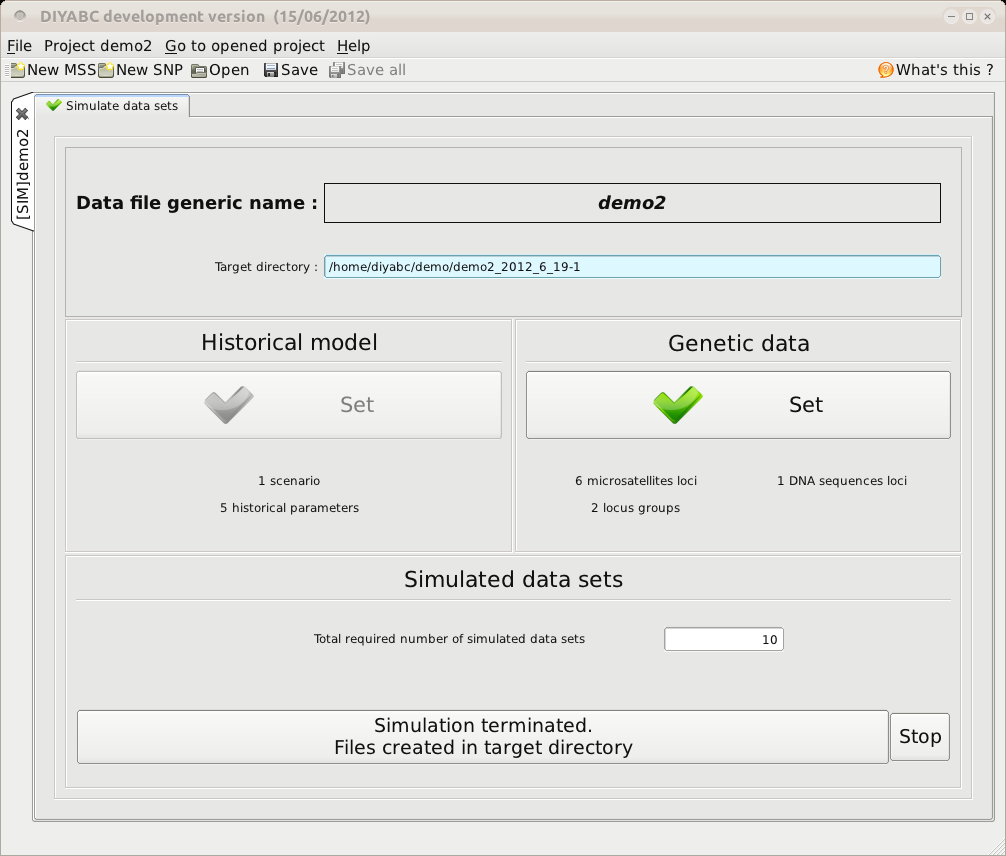 DIYABC development version (15/06/2012)
File Project demo2 Go to opened project Help
New MSS New SNP Open Save Save all What's this ?
Simulate data sets
[SIM]demo2
Data file generic name : demo2
Target directory : /home/diyabc/demo/demo2_2012_6_19-1
Historical model
Set
1 scenario
5 historical parameters
Genetic data
Set
6 microsatellites loci 1 DNA sequences loci
2 locus groups
Simulated data sets
Total required number of simulated data sets 10
Simulation terminated.
Files created in target directory
Stop